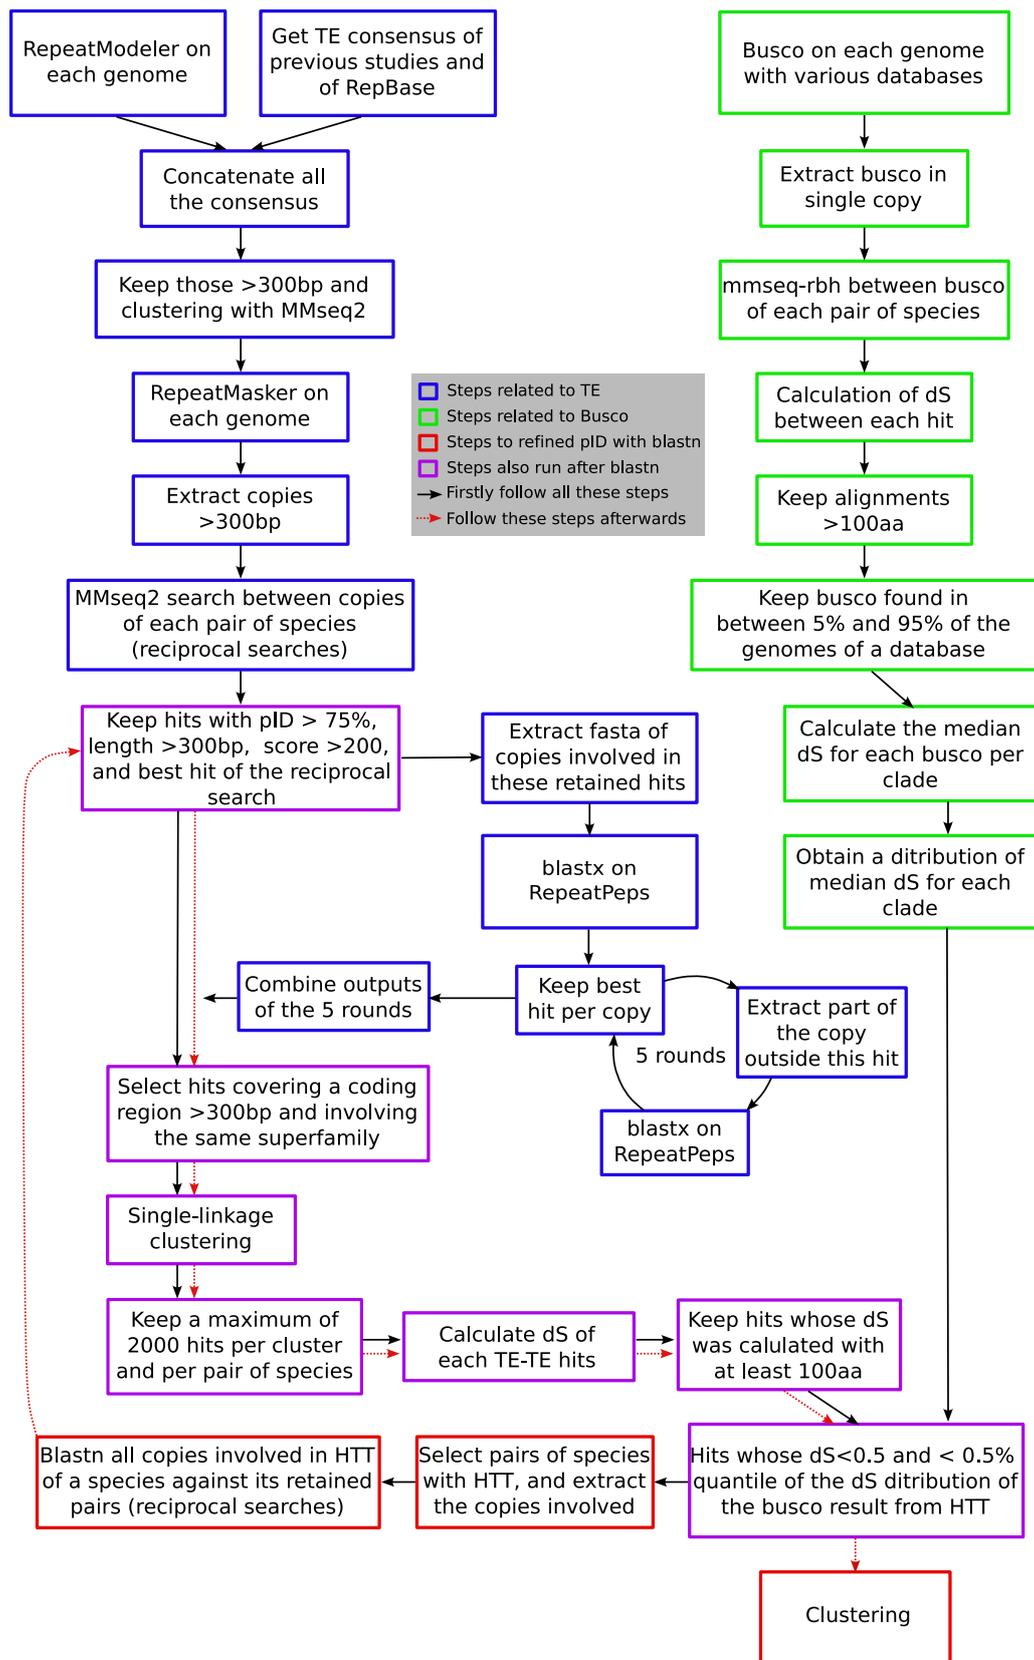 RepeatModeler on
each genome
Get TE consensus of
previous studies and
of RepBase
Busco on each genome
with various databases
Concatenate all
the consensus
Extract busco in
single copy
Keep those >300bp and
clustering with MMseq2
mmseq-rbh between busco
of each pair of species
RepeatMasker on
each genome
Steps related to TE
Steps related to Busco
Steps to refined pID with blastn
Steps also run after blastn
Firstly follow all these steps
Follow these steps afterwards
Calculation of dS
between each hit
Extract copies
>300bp
Keep alignments
>100aa
MMseq2 search between copies
of each pair of species
(reciprocal searches)
Keep busco found in
between 5% and 95% of the
genomes of a database
Keep hits with pID > 75%,
length >300bp, score >200,
and best hit of the reciprocal
search
Extract fasta of
copies involved in
these retained hits
Calculate the median
dS for each busco per
clade
blastx on
RepeatPeps
Obtain a ditribution of
median dS for each
clade
Combine outputs
of the 5 rounds
Keep best
hit per copy
Extract part of
the copy
outside this hit
5 rounds
blastx on
RepeatPeps
Select hits covering a coding
region >300bp and involving
the same superfamily
Single-linkage
clustering
Keep a maximum of
2000 hits per cluster
and per pair of species
Calculate dS of
each TE-TE hits
Keep hits whose dS
was calulated with
at least 100aa
Blastn all copies involved in HTT
of a species against its retained
pairs (reciprocal searches)
Select pairs of species
with HTT, and extract
the copies involved
Hits whose dS<0.5 and < 0.5%
quantile of the dS ditribution of
the busco result from HTT
Clustering